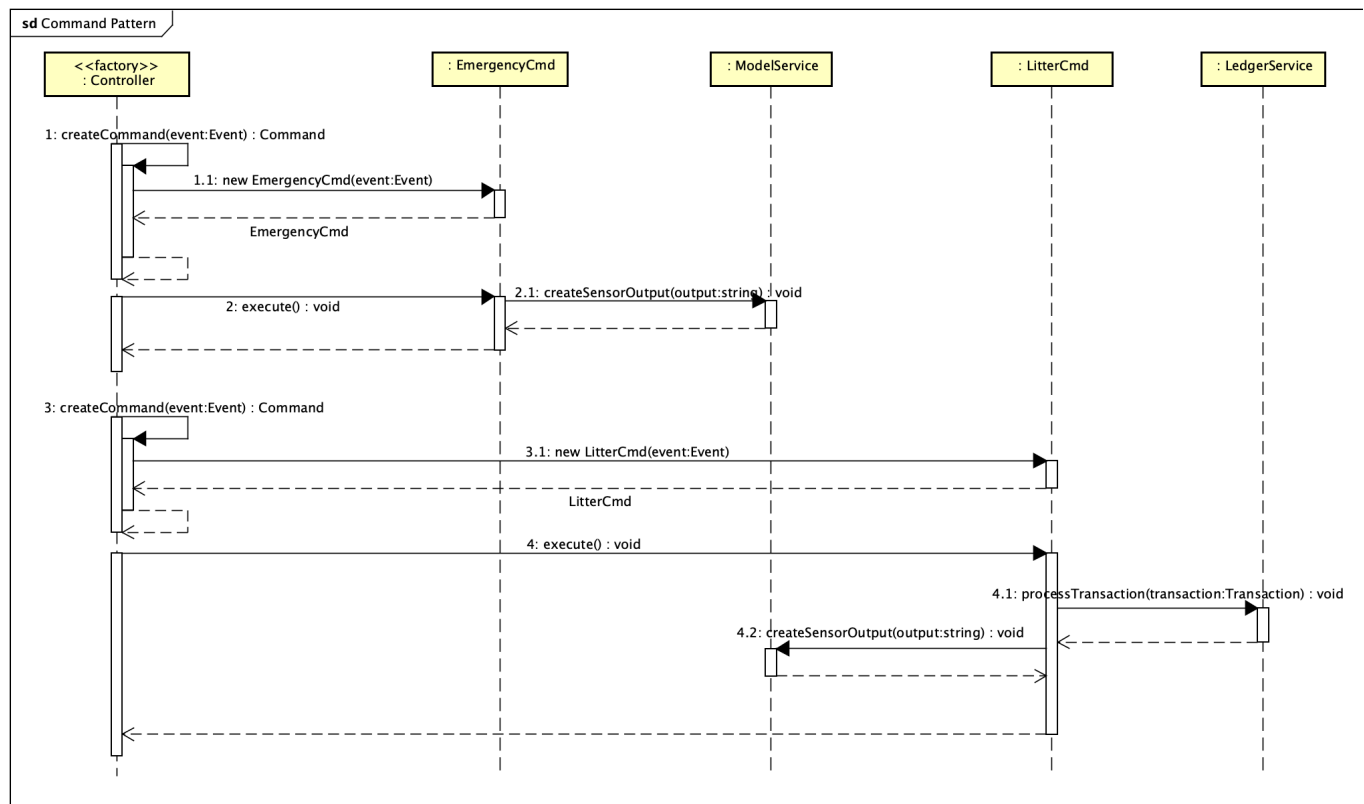 sd Command Pattern
<<factory>>
: Controller
: EmergencyCmd
: ModelService
: LitterCmd
: LedgerService
1: createCommand(event:Event) : Command
1.1: new EmergencyCmd(event:Event)
EmergencyCmd
2.1: createSensorOutput(output:string) : void
2: execute() : void
3: createCommand(event:Event) : Command
3.1: new LitterCmd(event:Event)
LitterCmd
4: execute() : void
4.1: processTransaction(transaction:Transaction) : void
4.2: createSensorOutput(output:string) : void